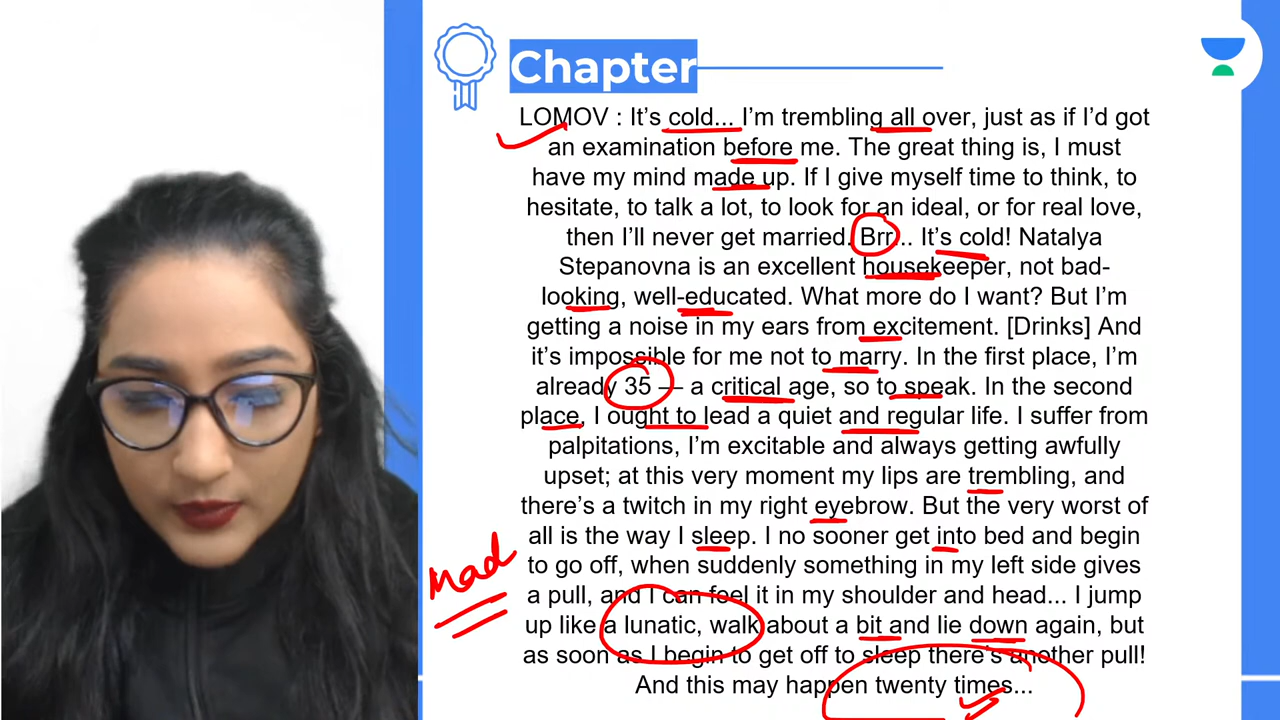 Chapter
LOMOV : It’s cold... I’m trembling all over, just as if I’d got
an examination before me. The great thing is, I must
have my mind made up. If I give myself time to think, to
hesitate, to talk a lot, to look for an ideal, or for real love,
then I’ll never get married. Brr... It’s cold! Natalya
Stepanovna is an excellent housekeeper, not bad-
looking, well-educated. What more do I want? But I’m
getting a noise in my ears from excitement. [Drinks] And
it’s impossible for me not to marry. In the first place, I’m
already 35 — a critical age, so to speak. In the second
place, I ought to lead a quiet and regular life. I suffer from
palpitations, I’m excitable and always getting awfully
upset; at this very moment my lips are trembling, and
there’s a twitch in my right eyebrow. But the very worst of
all is the way I sleep. I no sooner get into bed and begin
to go off, when suddenly something in my left side gives
a pull, and I can feel it in my shoulder and head... I jump
up like a lunatic, walk about a bit and lie down again, but
as soon as I begin to get off to sleep there’s another pull!
And this may happen twenty times...
Mad